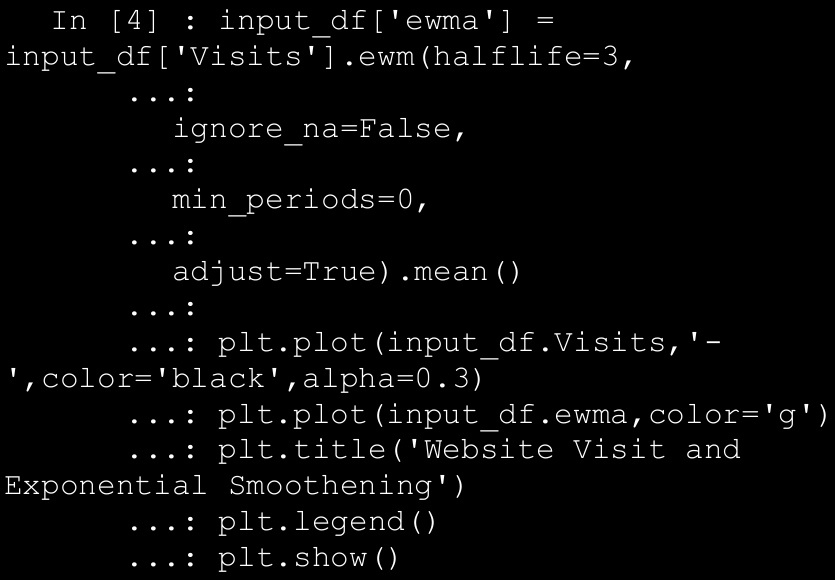 In [4] : input_df['ewma'] =
input_df['Visits'].ewm(halflife=3,
...:
ignore_na=False,
...:
min_periods=0,
...:
adjust=True).mean()
...:
...: plt.plot(input_df.Visits,'-
',color='black',alpha=0.3)
...: plt.plot(input_df.ewma,color='g')
...: plt.title('Website Visit and
Exponential Smoothening')
...: plt.legend()
...: plt.show()